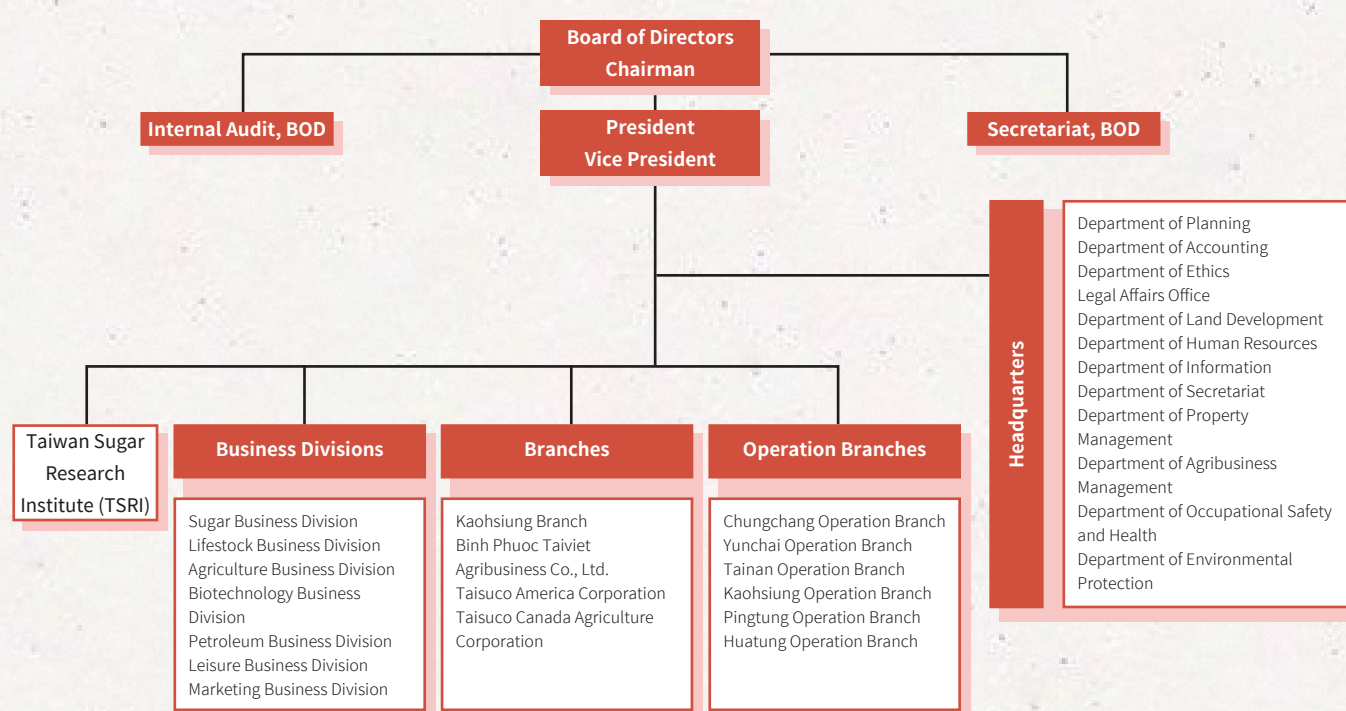 Board of Directors
Chairman
Internal Audit, BOD
President
Vice President
Secretariat, BOD
Headquarters
Department of Planning
Department of Accounting
Department of Ethics
Legal Affairs Office
Department of Land Development
Department of Human Resources
Department of Information
Department of Secretariat
Department of Property
Management
Department of Agribusiness
Management
Department of Occupational Safety
and Health
Department of Environmental
Protection
Taiwan Sugar
Research
Institute (TSRI)
Business Divisions
Sugar Business Division
Lifestock Business Division
Agriculture Business Division
Biotechnology Business
Division
Petroleum Business Division
Leisure Business Division
Marketing Business Division
Branches
Kaohsiung Branch
Binh Phuoc Taiviet
Agribusiness Co., Ltd.
Taisuco America Corporation
Taisuco Canada Agriculture
Corporation
Operation Branches
Chungchang Operation Branch
Yunchai Operation Branch
Tainan Operation Branch
Kaohsiung Operation Branch
Pingtung Operation Branch
Huatung Operation Branch